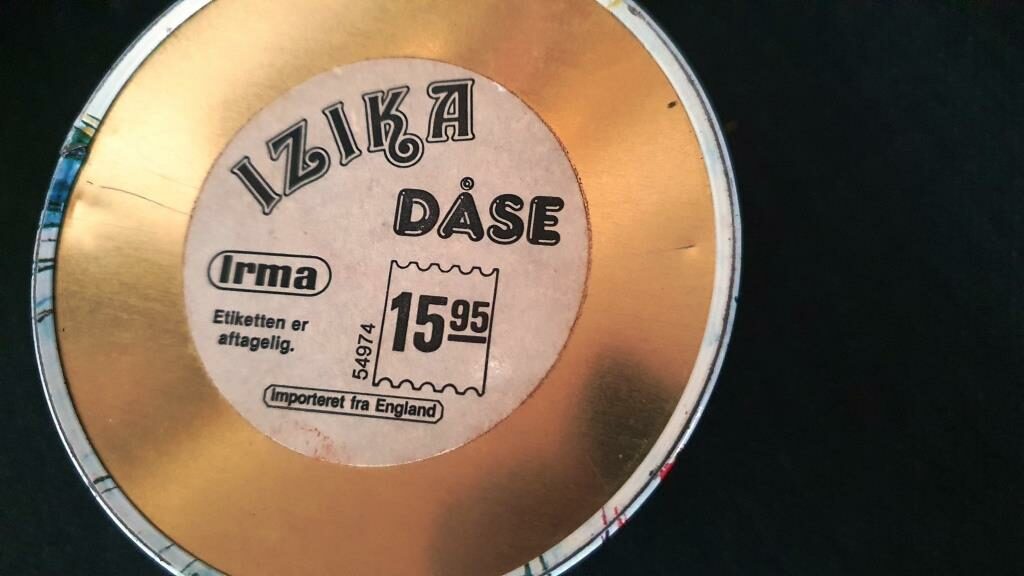 IZIKA
DÅSE
Irma
Etiketten er
aftagelig.
54974
15 95
Importeret fra England